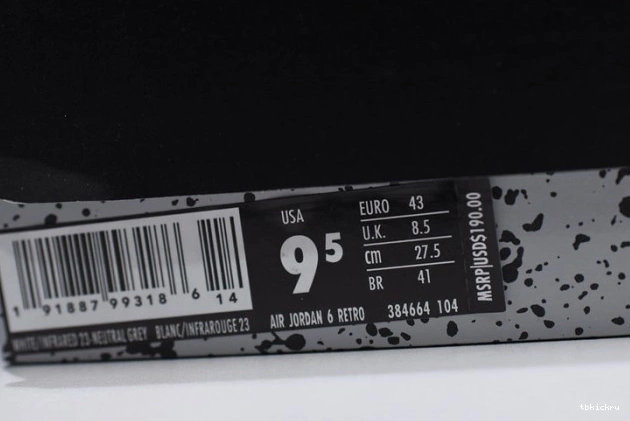 1 91887 99318 6 14
WHITE/INFRARED 23-NEUTRAL GREY BLANC/INFRAROUGE 23
USA
9⁵
EURO 43
U.K. 8.5
cm 27.5
BR 41
AIR JORDAN 6 RETRO 384664 104
MSRP|USD$190.00
tbkickru